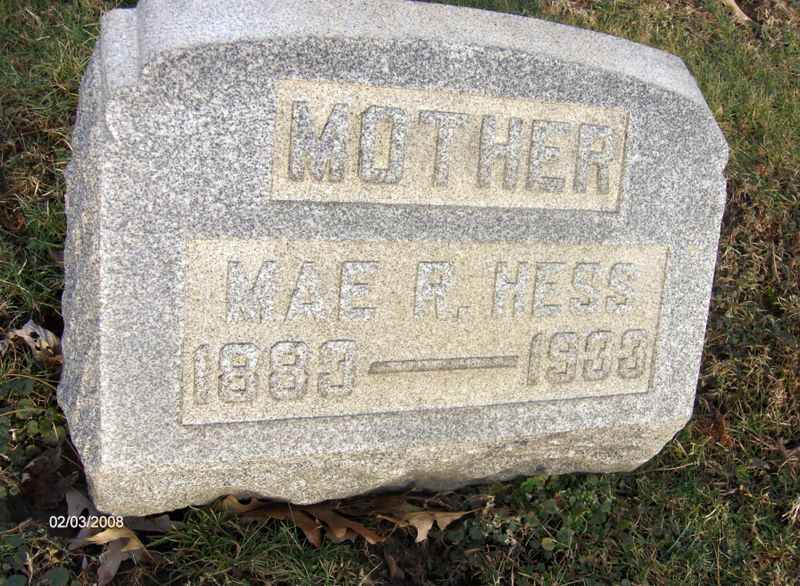 MOTHER
MAE R. HESS
1883 — 1933
02/03/2008